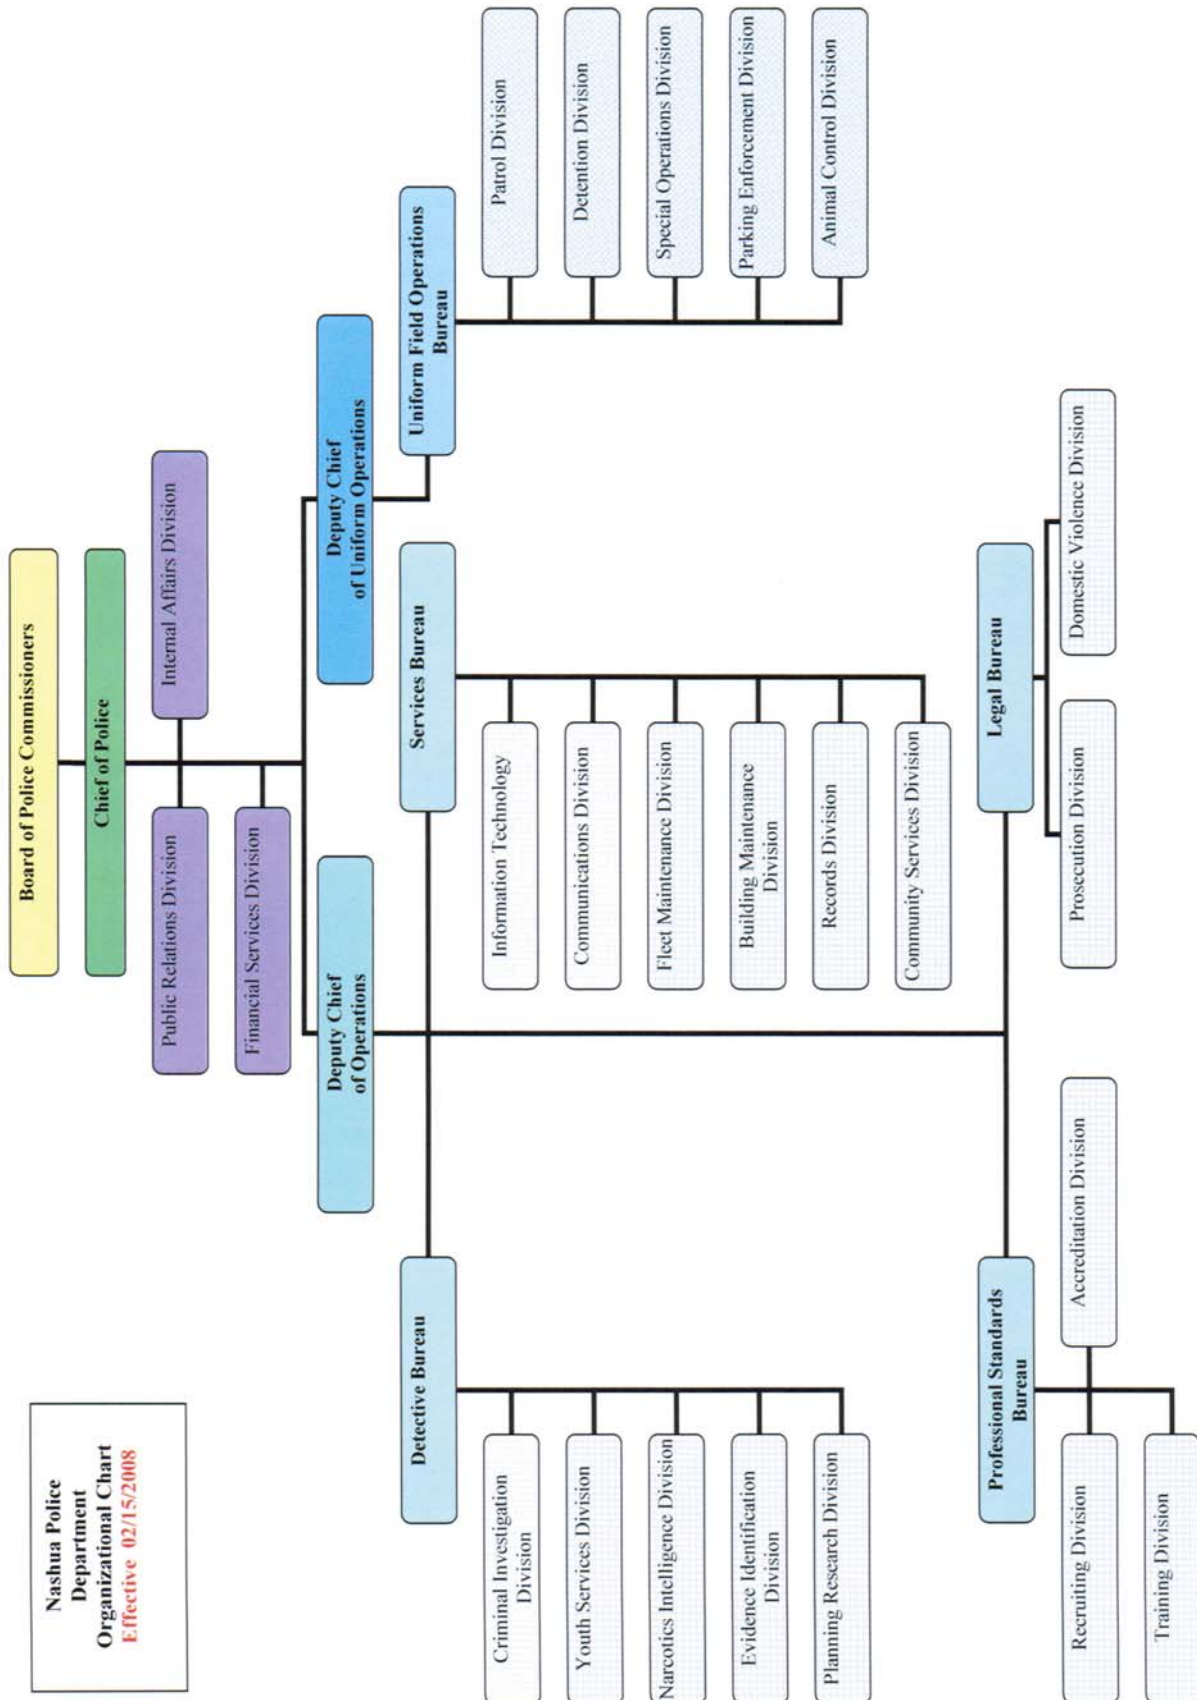 Nashua Police
Department
Organizational Chart
Effective 02/15/2008
Board of Police Commissioners
Chief of Police
Public Relations Division
Internal Affairs Division
Financial Services Division
Deputy Chief
of Operations
Deputy Chief
of Uniform Operations
Detective Bureau
Services Bureau
Uniform Field Operations
Bureau
Criminal Investigation
Division
Youth Services Division
Narcotics Intelligence Division
Evidence Identification
Division
Planning Research Division
Information Technology
Communications Division
Fleet Maintenance Division
Building Maintenance
Division
Records Division
Community Services Division
Patrol Division
Detention Division
Special Operations Division
Parking Enforcement Division
Animal Control Division
Professional Standards
Bureau
Legal Bureau
Recruiting Division
Accreditation Division
Training Division
Prosecution Division
Domestic Violence Division